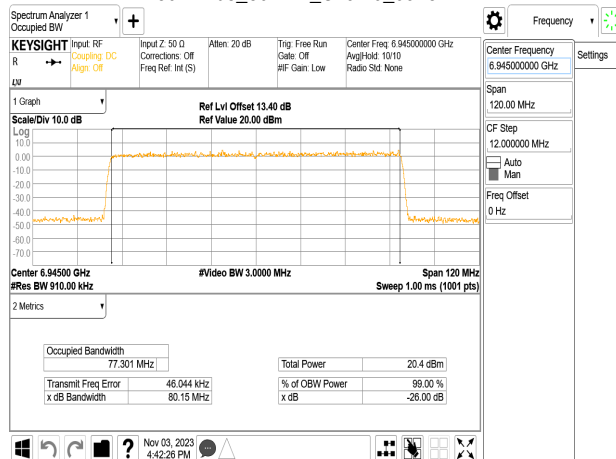 Spectrum Analyzer 1
Occupied BW
Frequency
KEYSIGHT
R
Input: RF
Coupling: DC
Align: Off
Input Z: 50 Ω
Corrections: Off
Freq Ref: Int (S)
Atten: 20 dB
Trig: Free Run
Gate: Off
#IF Gain: Low
Center Freq: 6.945000000 GHz
Avg|Hold: 10/10
Radio Std: None
Center Frequency
6.945000000 GHz
Settings
Span
120.00 MHz
CF Step
12.000000 MHz
Auto
Man
Freq Offset
0 Hz
1 Graph
Ref Lvl Offset 13.40 dB
Scale/Div 10.0 dB
Ref Value 20.00 dBm
Log
10.0
0.00
-10.0
-20.0
-30.0
-40.0
-50.0
-60.0
-70.0
Center 6.94500 GHz
#Video BW 3.0000 MHz
Span 120 MHz
#Res BW 910.00 kHz
Sweep 1.00 ms (1001 pts)
2 Metrics
Occupied Bandwidth
77.301 MHz
Total Power 20.4 dBm
Transmit Freq Error 46.044 kHz
% of OBW Power 99.00 %
x dB Bandwidth 80.15 MHz
x dB -26.00 dB
?
Nov 03, 2023
4:42:26 PM